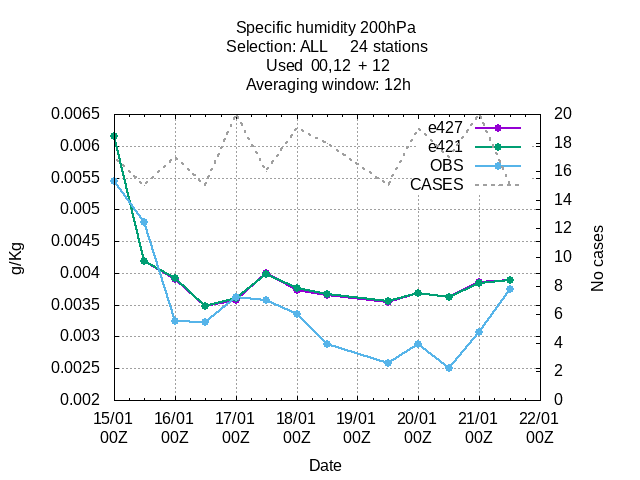 Specific humidity 200hPa
Selection: ALL 24 stations
Used 00,12 + 12
Averaging window: 12h
e427
e421
OBS
CASES
0.0065
0.006
0.0055
0.005
0.0045
0.004
0.0035
0.003
0.0025
0.002
g/Kg
20
18
16
14
12
10
8
6
4
2
0
No cases
15/01 16/01 17/01 18/01 19/01 20/01 21/01 22/01
00Z 00Z 00Z 00Z 00Z 00Z 00Z 00Z
Date